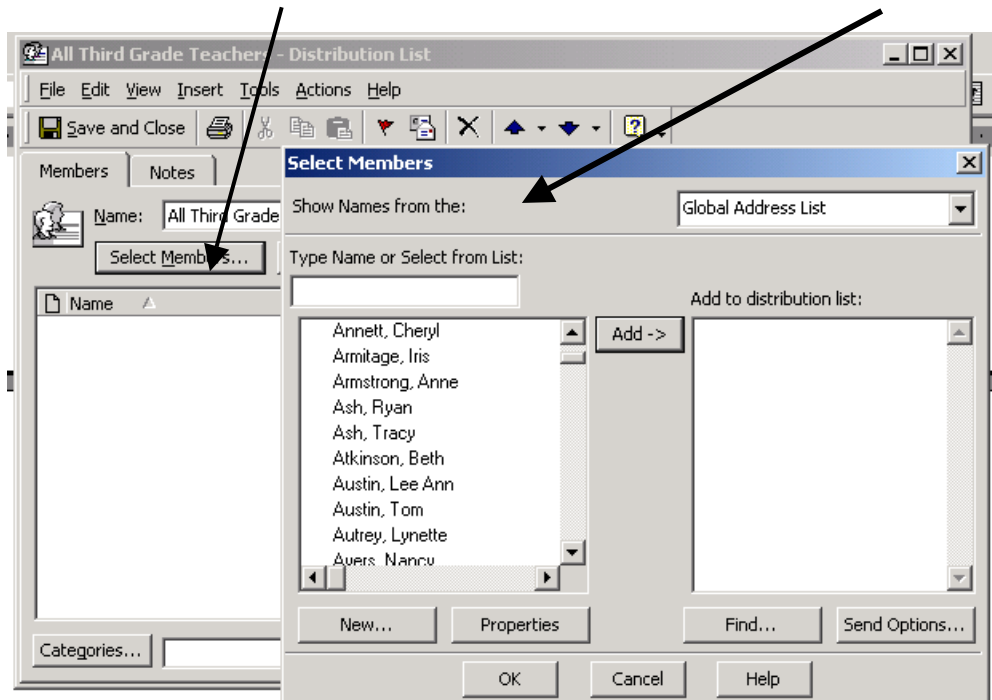 All Third Grade Teachers - Distribution List
File Edit View Insert Tools Actions Help
Save and Close
Members Notes
Name: All Third Grade
Select Members...
Name
Categories...
Select Members
Show Names from the: Global Address List
Type Name or Select from List:
Add to distribution list:
Annett, Cheryl
Add ->
Armitage, Iris
Armstrong, Anne
Ash, Ryan
Ash, Tracy
Atkinson, Beth
Austin, Lee Ann
Austin, Tom
Autrey, Lynette
Ayers, Nancy
New... Properties Find... Send Options...
OK Cancel Help